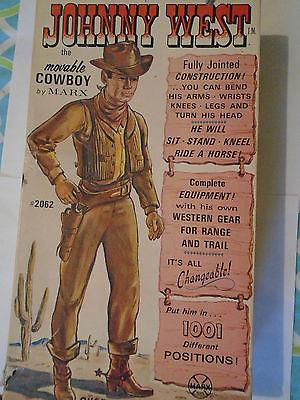 JOHNNY WEST T.M.
the
movable
COWBOY
by MARX
Fully Jointed
CONSTRUCTION!
...YOU CAN BEND
HIS ARMS · WRISTS
KNEES · LEGS AND
TURN HIS HEAD
HE WILL
SIT · STAND · KNEEL
RIDE A HORSE!
Complete
EQUIPMENT!
with his own
WESTERN GEAR
FOR RANGE
AND TRAIL
IT'S ALL
Changeable!
#2062
Put him in...
1001
Different
POSITIONS!
MARX